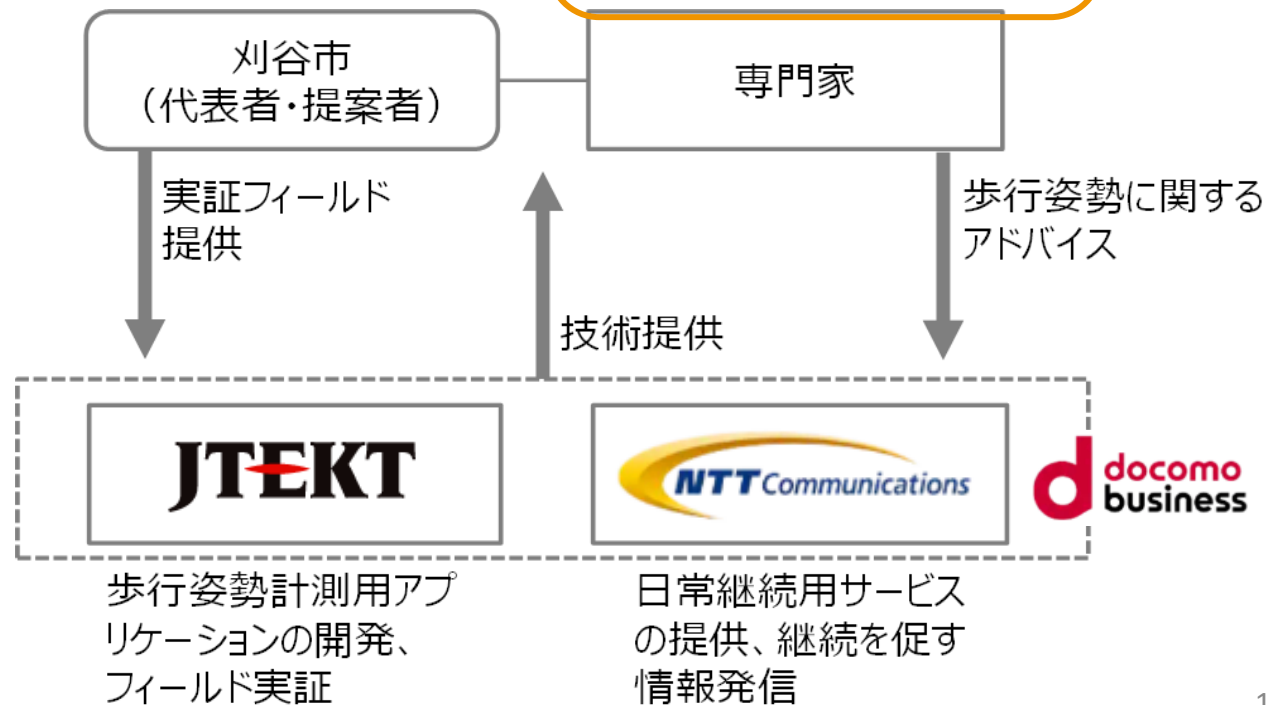 刈谷市
(代表者・提案者)
専門家
実証フィールド
提供
歩行姿勢に関する
アドバイス
技術提供
JTEKT
NTT Communications
docomo
business
歩行姿勢計測用アプ
リケーションの開発、
フィールド実証
日常継続用サービス
の提供、継続を促す
情報発信
1